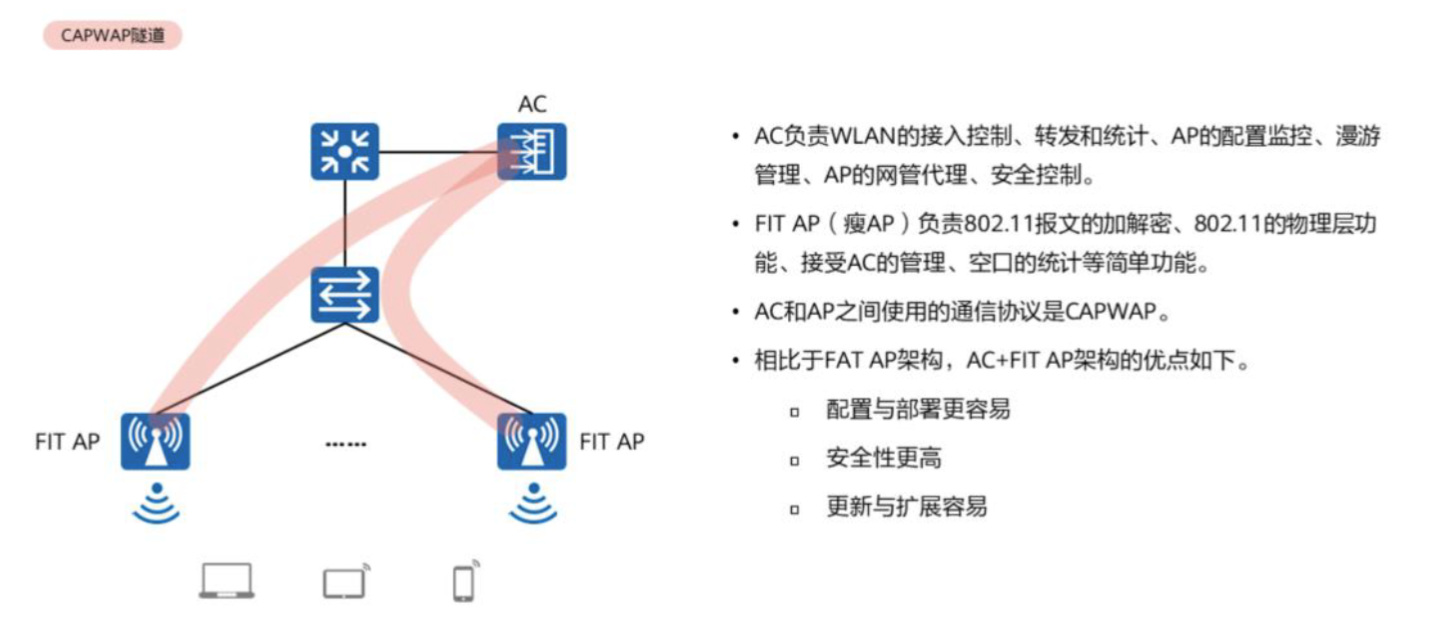 CAPWAP隧道
AC
FIT AP
……
FIT AP
• AC负责WLAN的接入控制、转发和统计、AP的配置监控、漫游
管理、AP的网管代理、安全控制。
• FIT AP（瘦AP）负责802.11报文的加解密、802.11的物理层功
能、接受AC的管理、空口的统计等简单功能。
• AC和AP之间使用的通信协议是CAPWAP。
• 相比于FAT AP架构，AC+FIT AP架构的优点如下。
▫ 配置与部署更容易
▫ 安全性更高
▫ 更新与扩展容易